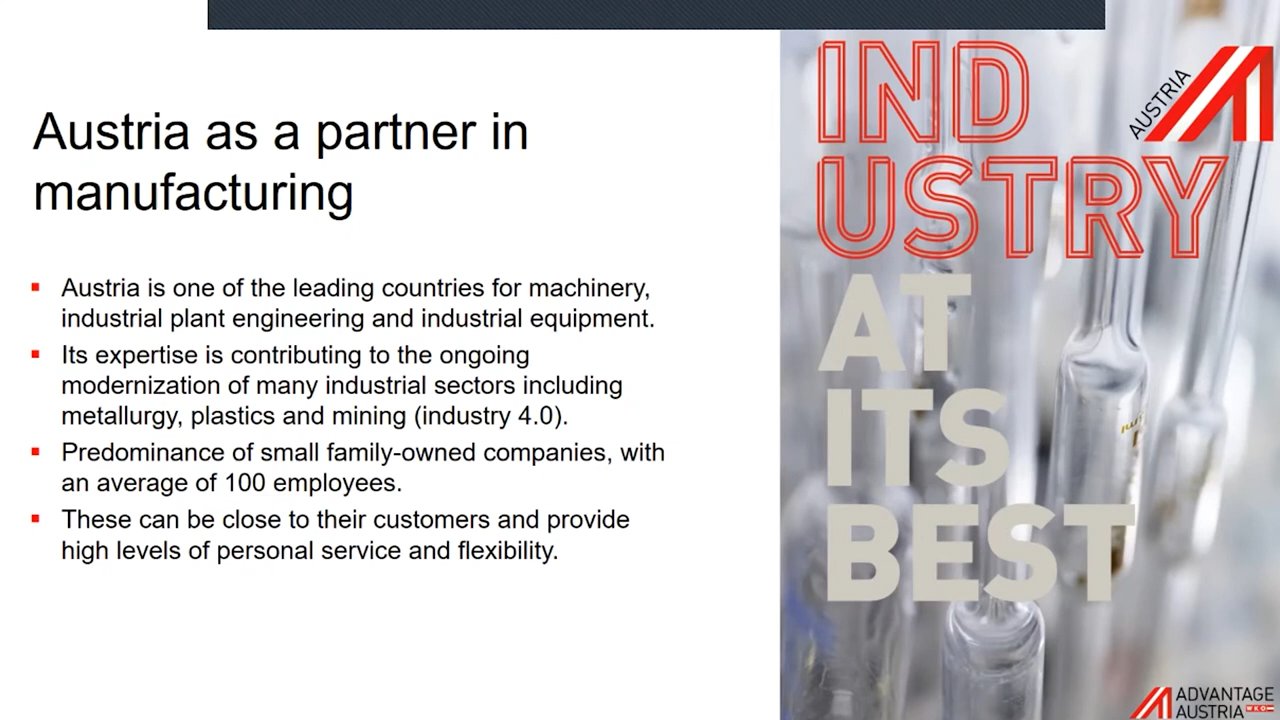 Austria as a partner in
manufacturing
▪ Austria is one of the leading countries for machinery,
industrial plant engineering and industrial equipment.
▪ Its expertise is contributing to the ongoing
modernization of many industrial sectors including
metallurgy, plastics and mining (industry 4.0).
▪ Predominance of small family-owned companies, with
an average of 100 employees.
▪ These can be close to their customers and provide
high levels of personal service and flexibility.
IND
USTRY
AT
ITS
BEST
AUSTRIA
ADVANTAGE
AUSTRIA WKO